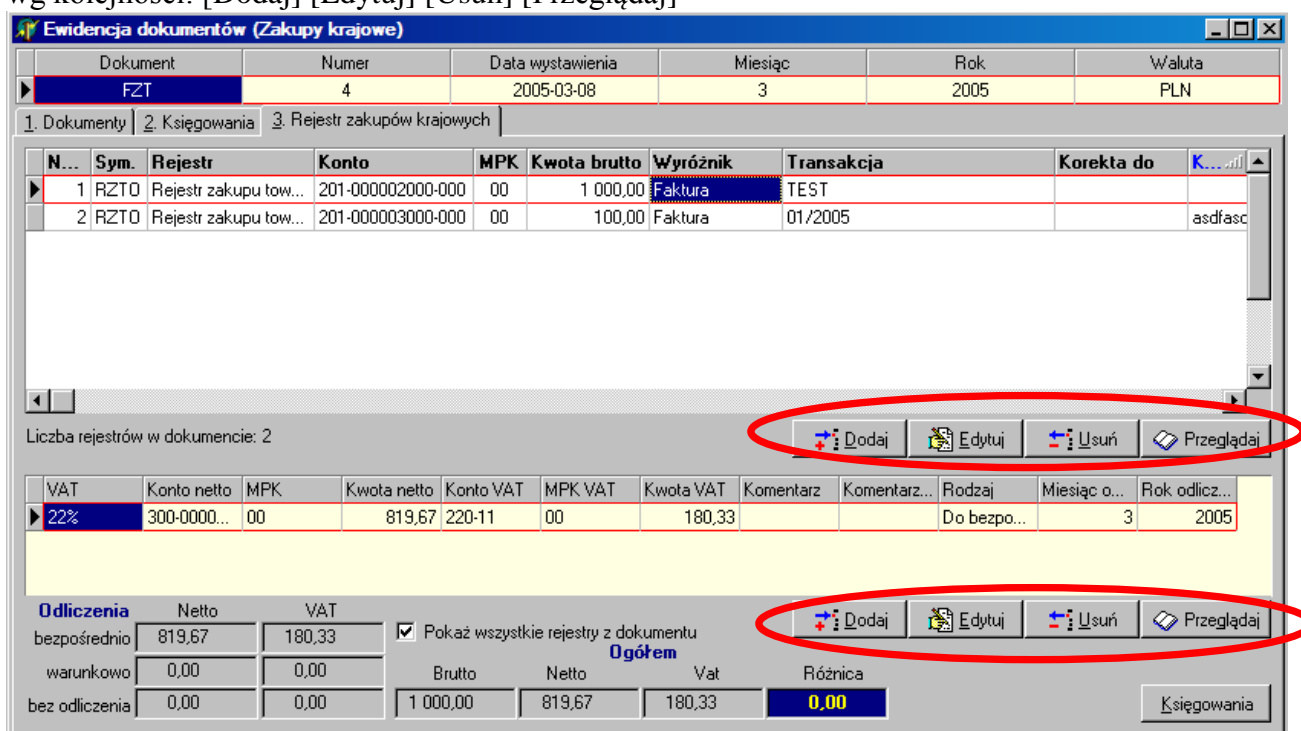 wg kolejności: [Dodaj] [Edytuj] [Usuń] [Przeglądaj]
Ewidencja dokumentów (Zakupy krajowe)
Dokument Numer Data wystawienia Miesiąc Rok Waluta
FZT 4 2005-03-08 3 2005 PLN
1. Dokumenty 2. Księgowania 3. Rejestr zakupów krajowych
N... Sym. Rejestr Konto MPK Kwota brutto Wyróżnik Transakcja Korekta do K...
1 RZTO Rejestr zakupu tow... 201-000002000-000 00 1 000,00 Faktura TEST
2 RZTO Rejestr zakupu tow... 201-000003000-000 00 100,00 Faktura 01/2005 asdfasd
Liczba rejestrów w dokumencie: 2 Dodaj Edytuj Usuń Przeglądaj
VAT Konto netto MPK Kwota netto Konto VAT MPK VAT Kwota VAT Komentarz Komentarz... Rodzaj Miesiąc o... Rok odlicz...
22% 300-0000... 00 819,67 220-11 00 180,33 Do bezpo... 3 2005
Odliczenia Netto VAT Dodaj Edytuj Usuń Przeglądaj
bezpośrednio 819,67 180,33 Pokaż wszystkie rejestry z dokumentu
Ogółem
warunkowo 0,00 0,00 Brutto Netto Vat Różnica
bez odliczenia 0,00 0,00 1 000,00 819,67 180,33 0,00 Księgowania